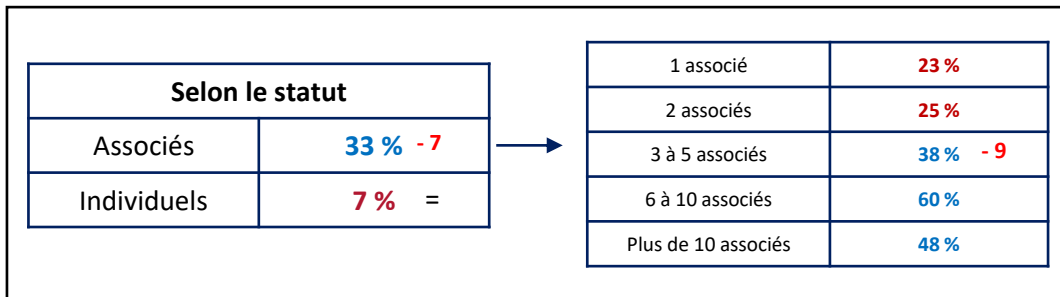 Selon le statut
Associés 33 % - 7
Individuels 7 % =
1 associé 23 %
2 associés 25 %
3 à 5 associés 38 % - 9
6 à 10 associés 60 %
Plus de 10 associés 48 %